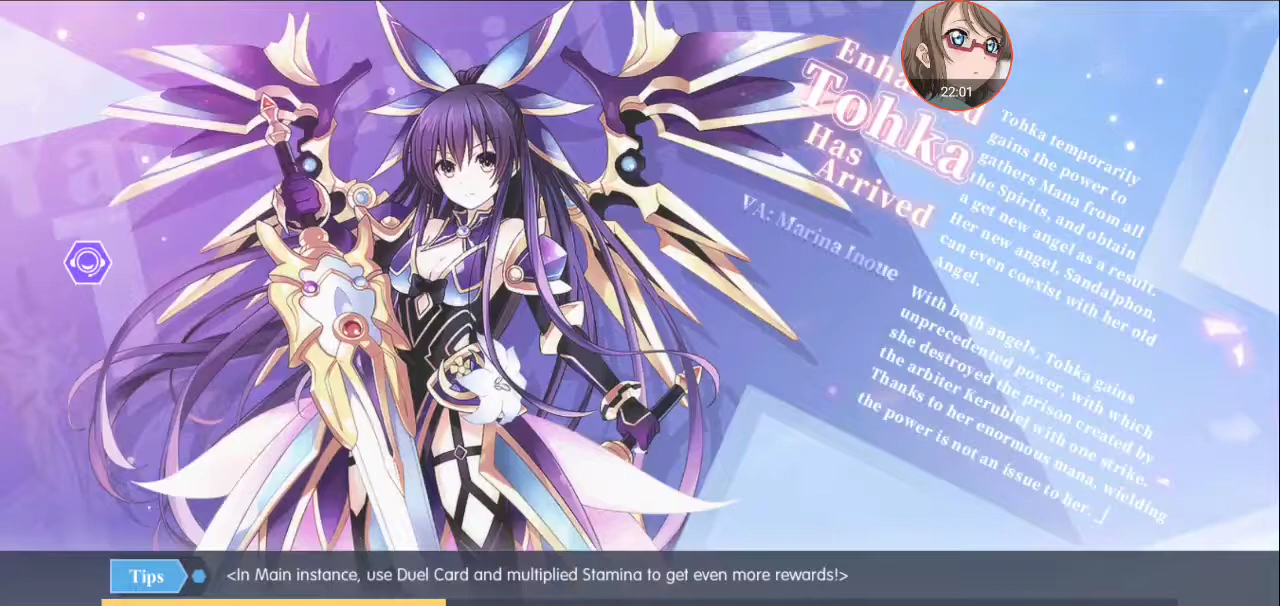 22:01
Tohka
Has
Arrived
VA: Marina Inoue
Tohka temporarily
gains the power to
gathers Mana from all
the Spirits, and obtain
a get new angel as a result.
Her new angel, Sandalphon,
can even coexist with her old
Angel.
With both angels, Tohka gains
unprecedented power, with which
she destroyed the prison created by
the arbiter Kerubiel with one strike.
Thanks to her enormous mana, wielding
the power is not an issue to her.」
Tips
<In Main instance, use Duel Card and multiplied Stamina to get even more rewards!>